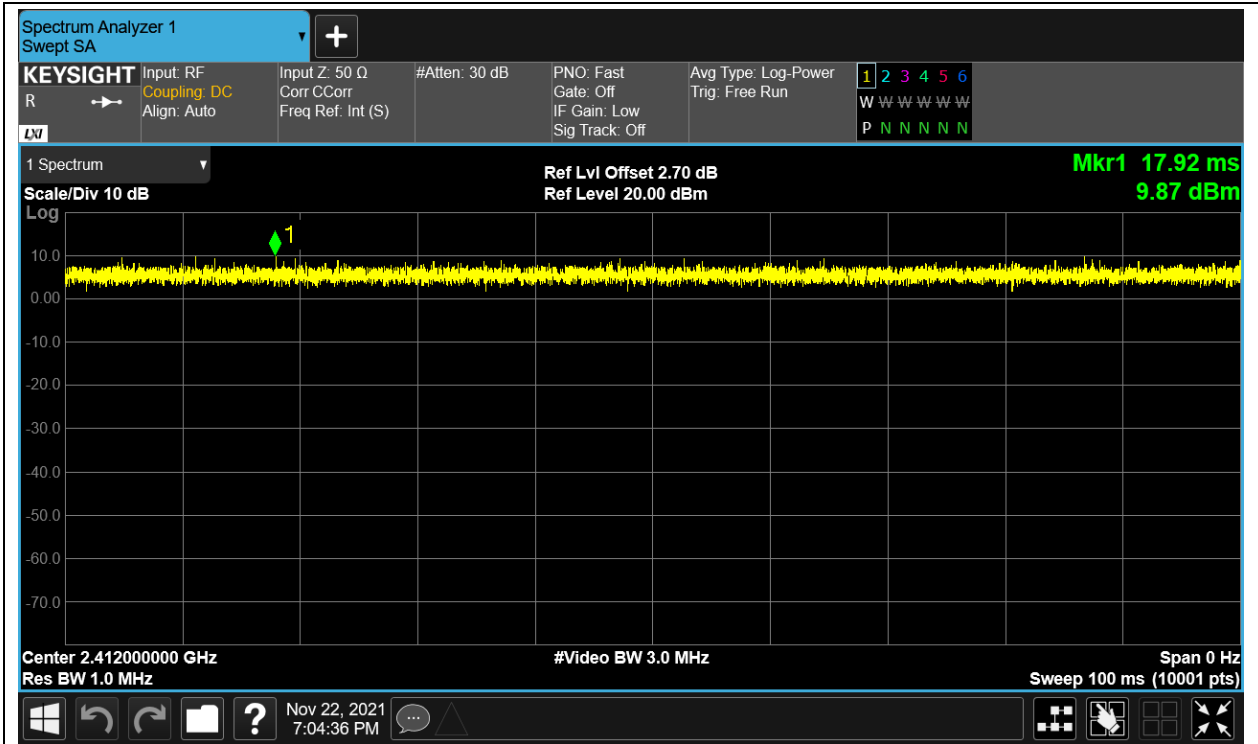 Spectrum Analyzer 1
Swept SA
KEYSIGHT
R
LXI
Input: RF
Coupling: DC
Align: Auto
Input Z: 50 Ω
Corr CCorr
Freq Ref: Int (S)
#Atten: 30 dB
PNO: Fast
Gate: Off
IF Gain: Low
Sig Track: Off
Avg Type: Log-Power
Trig: Free Run
1 2 3 4 5 6
W W W W W W
P N N N N N
1 Spectrum
Scale/Div 10 dB
Log
Ref Lvl Offset 2.70 dB
Ref Level 20.00 dBm
Mkr1 17.92 ms
9.87 dBm
1
10.0
0.00
-10.0
-20.0
-30.0
-40.0
-50.0
-60.0
-70.0
Center 2.412000000 GHz
Res BW 1.0 MHz
#Video BW 3.0 MHz
Span 0 Hz
Sweep 100 ms (10001 pts)
?
Nov 22, 2021
7:04:36 PM